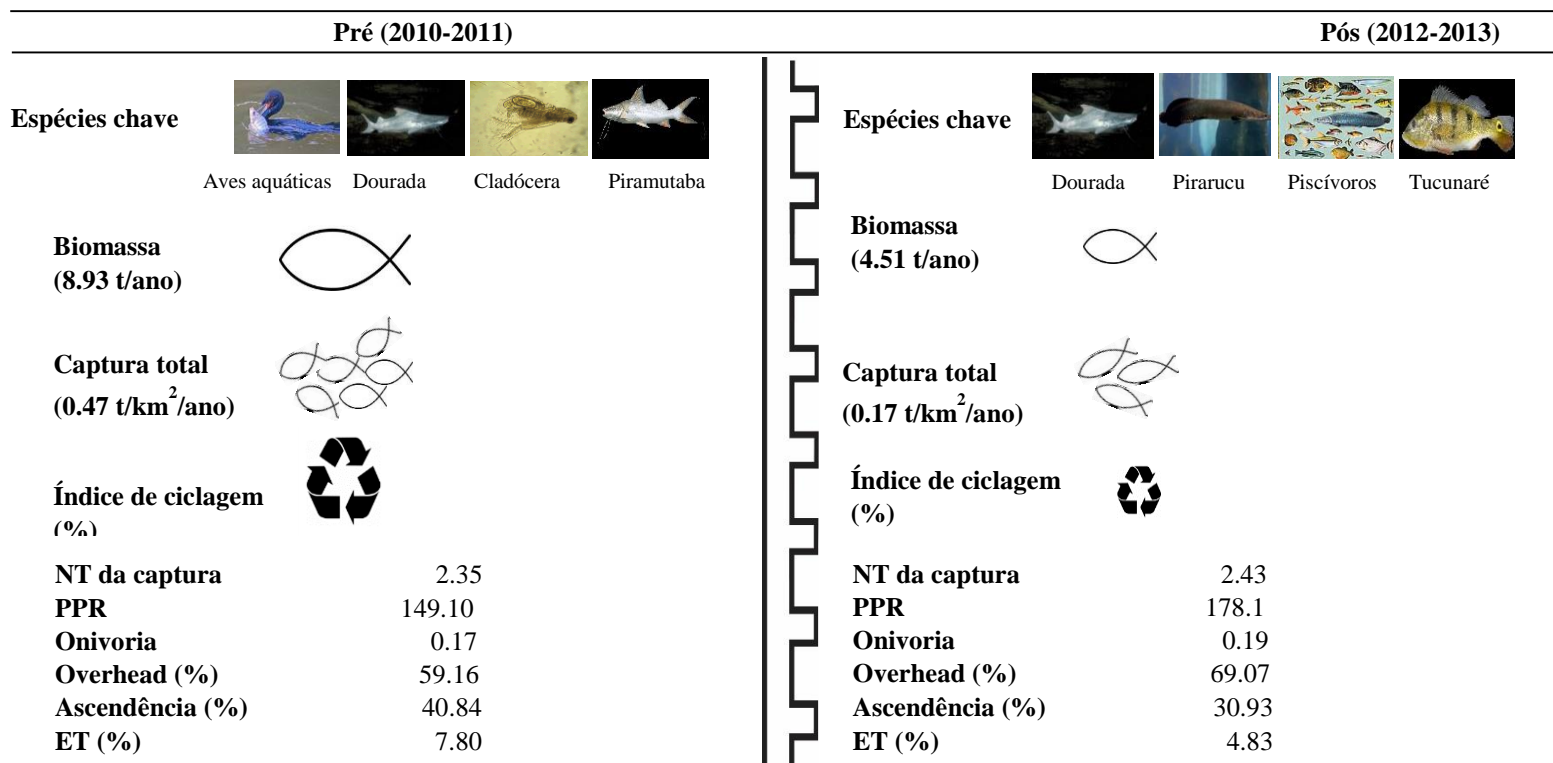 Pré (2010-2011)
Pós (2012-2013)
Espécies chave
Aves aquáticas Dourada Cladócera Piramutaba
Biomassa
(8.93 t/ano)
Captura total
(0.47 t/km²/ano)
Índice de ciclagem
(%)
NT da captura 2.35
PPR 149.10
Onivoria 0.17
Overhead (%) 59.16
Ascendência (%) 40.84
ET (%) 7.80
Espécies chave
Dourada Pirarucu Piscívoros Tucunaré
Biomassa
(4.51 t/ano)
Captura total
(0.17 t/km²/ano)
Índice de ciclagem
(%)
NT da captura 2.43
PPR 178.1
Onivoria 0.19
Overhead (%) 69.07
Ascendência (%) 30.93
ET (%) 4.83